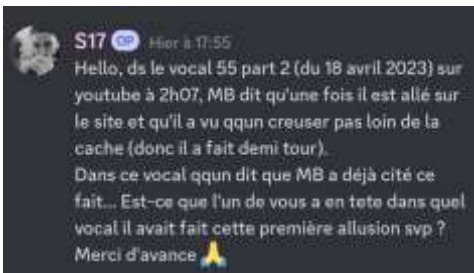 S17 OP Hier à 17:55
Hello, ds le vocal 55 part 2 (du 18 avril 2023) sur
youtube à 2h07, MB dit qu'une fois il est allé sur
le site et qu'il a vu qqun creuser pas loin de la
cache (donc il a fait demi tour).
Dans ce vocal qqun dit que MB a déjà cité ce
fait... Est-ce que l'un de vous a en tete dans quel
vocal il avait fait cette première allusion svp ?
Merci d'avance 🙏